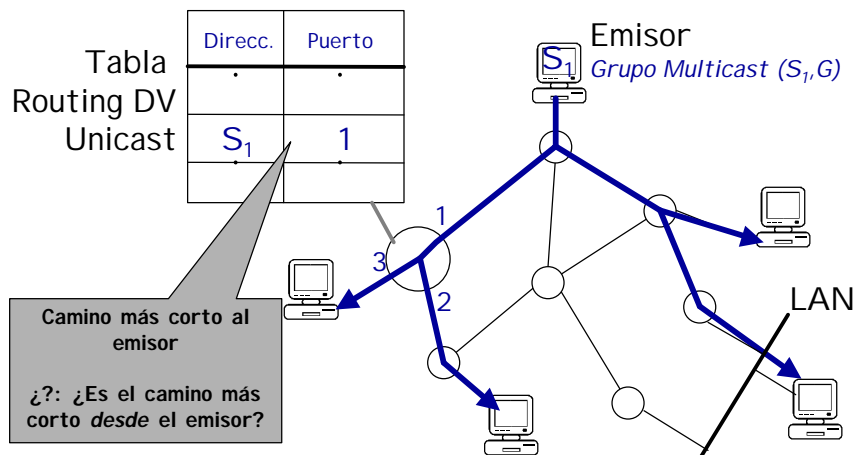 Tabla
Routing DV
Unicast
Direcc. Puerto
S₁ 1
Camino más corto al
emisor
¿?: ¿Es el camino más
corto desde el emisor?
S₁
Emisor
Grupo Multicast (S₁,G)
1
3
2
LAN